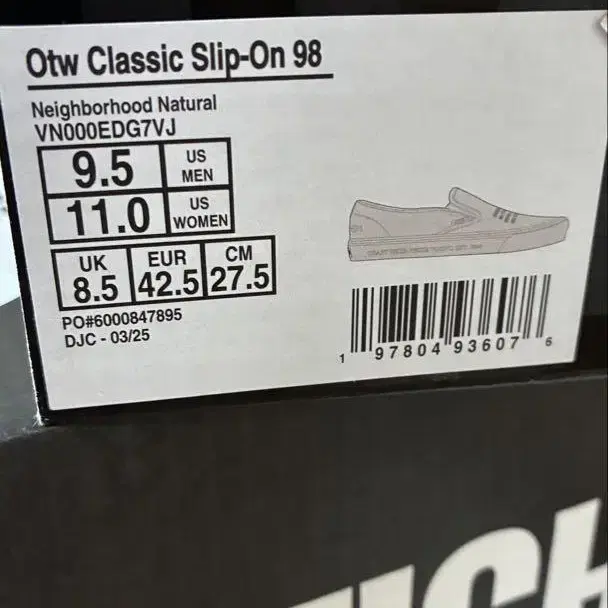 Otw Classic Slip-On 98
Neighborhood Natural
VN000EDG7VJ
9.5 US MEN
11.0 US WOMEN
UK 8.5 EUR 42.5 CM 27.5
PO#6000847895
DJC - 03/25
1 97804 93607 6